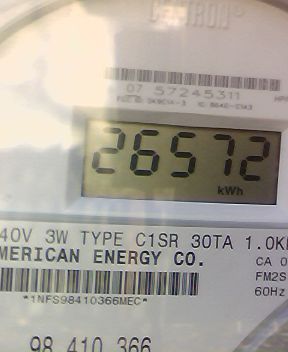 CENTRON®
07 57245311
26572
kWh
40V 3W TYPE C1SR 30TA 1.0K
MERICAN ENERGY CO.
CA 0
FM2S
*1NFS98410366MEC*
60Hz
98 410 366